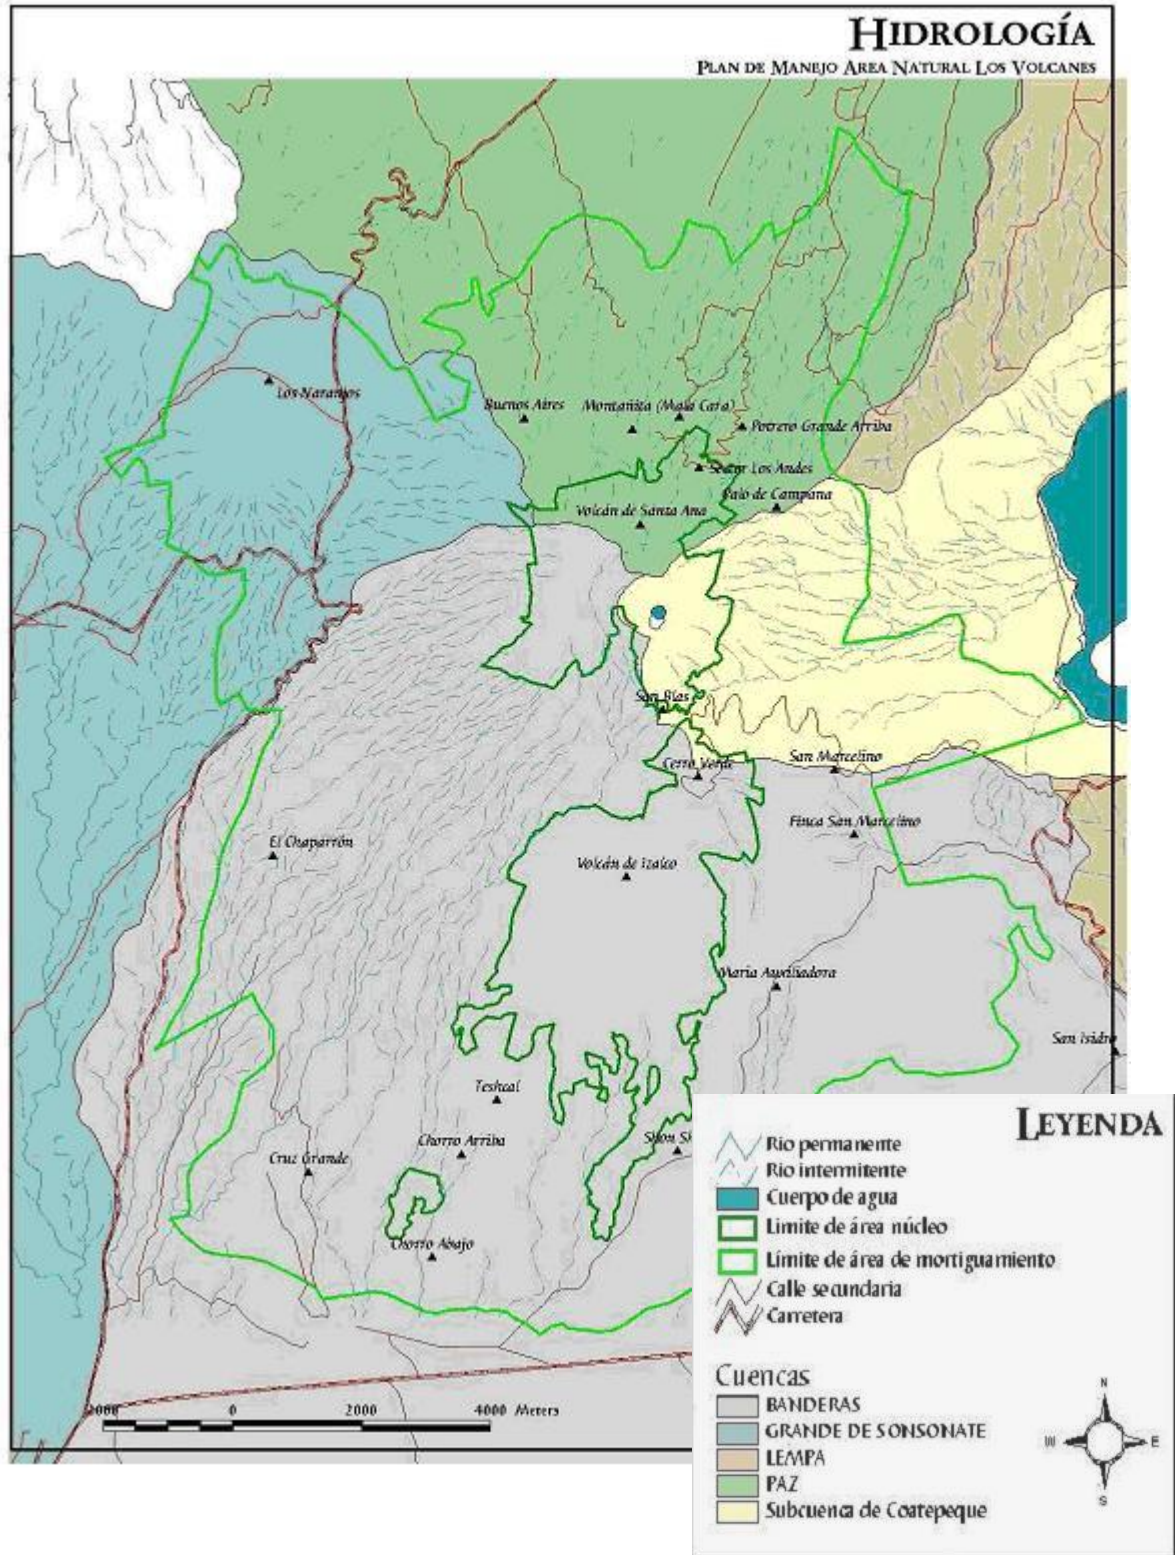 HIDROLOGÍA
PLAN DE MANEJO AREA NATURAL LOS VOLCANES
Los Naranjos
Buenos Aires
Montañita (Mala Cara)
Potrero Grande Arriba
Sector Los Andes
Palo de Campana
Volcán de Santa Ana
San Blas
Cerro Verde
San Marcelino
Finca San Marcelino
El Chaparrón
Volcán de Izalco
María Auxiliadora
San Isidro
Teshcal
Chorro Arriba
Cruz Grande
Chorro Abajo
2000 0 2000 4000 Meters
LEYENDA
Rio permanente
Rio intermitente
Cuerpo de agua
Limite de área núcleo
Límite de área de mortiguamiento
Calle secundaria
Carretera
Cuencas
BANDERAS
GRANDE DE SONSONATE
LEMPA
PAZ
Subcuenca de Coatepeque
N
W E
S